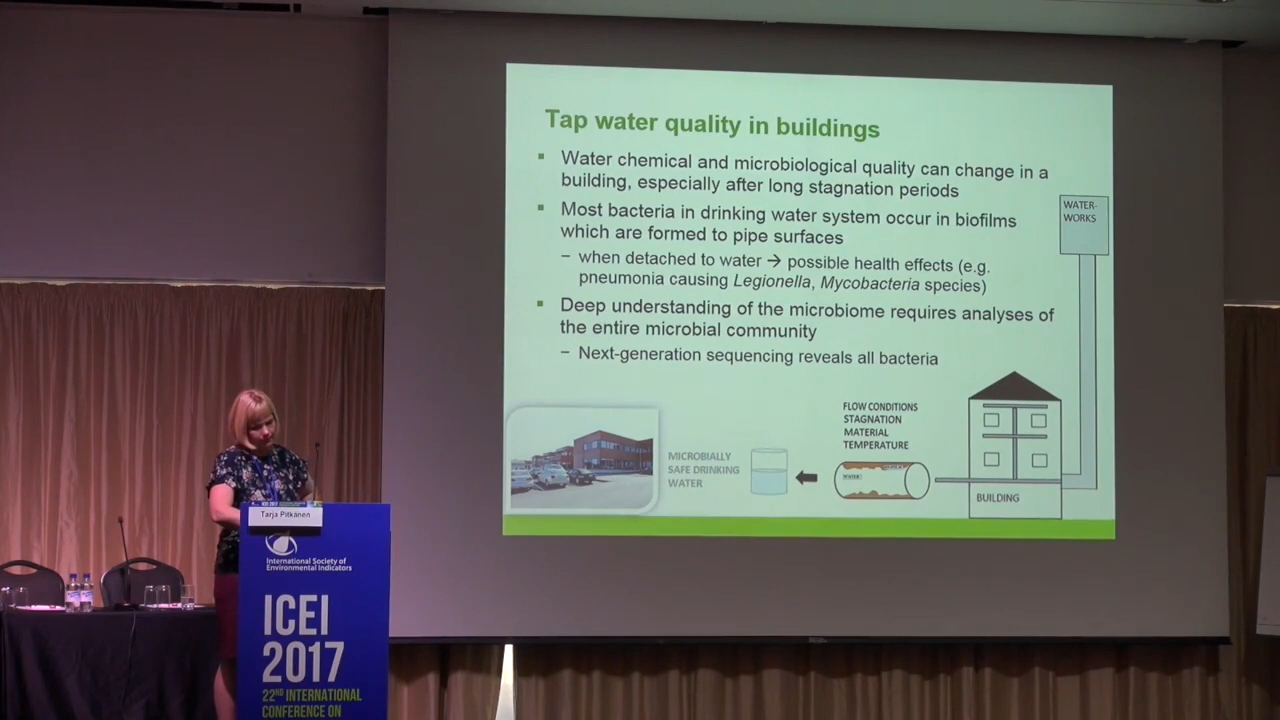 Tap water quality in buildings
Water chemical and microbiological quality can change in a
building, especially after long stagnation periods
Most bacteria in drinking water system occur in biofilms
which are formed to pipe surfaces
– when detached to water → possible health effects (e.g.
pneumonia causing Legionella, Mycobacteria species)
Deep understanding of the microbiome requires analyses of
the entire microbial community
– Next-generation sequencing reveals all bacteria
WATER-
WORKS
FLOW CONDITIONS
STAGNATION
MATERIAL
TEMPERATURE
MICROBIALLY
SAFE DRINKING
WATER
WATER
BUILDING
ICEI 2017
Tarja Pitkänen
International Society of
Environmental Indicators
ICEI
2017
22ND INTERNATIONAL
CONFERENCE ON